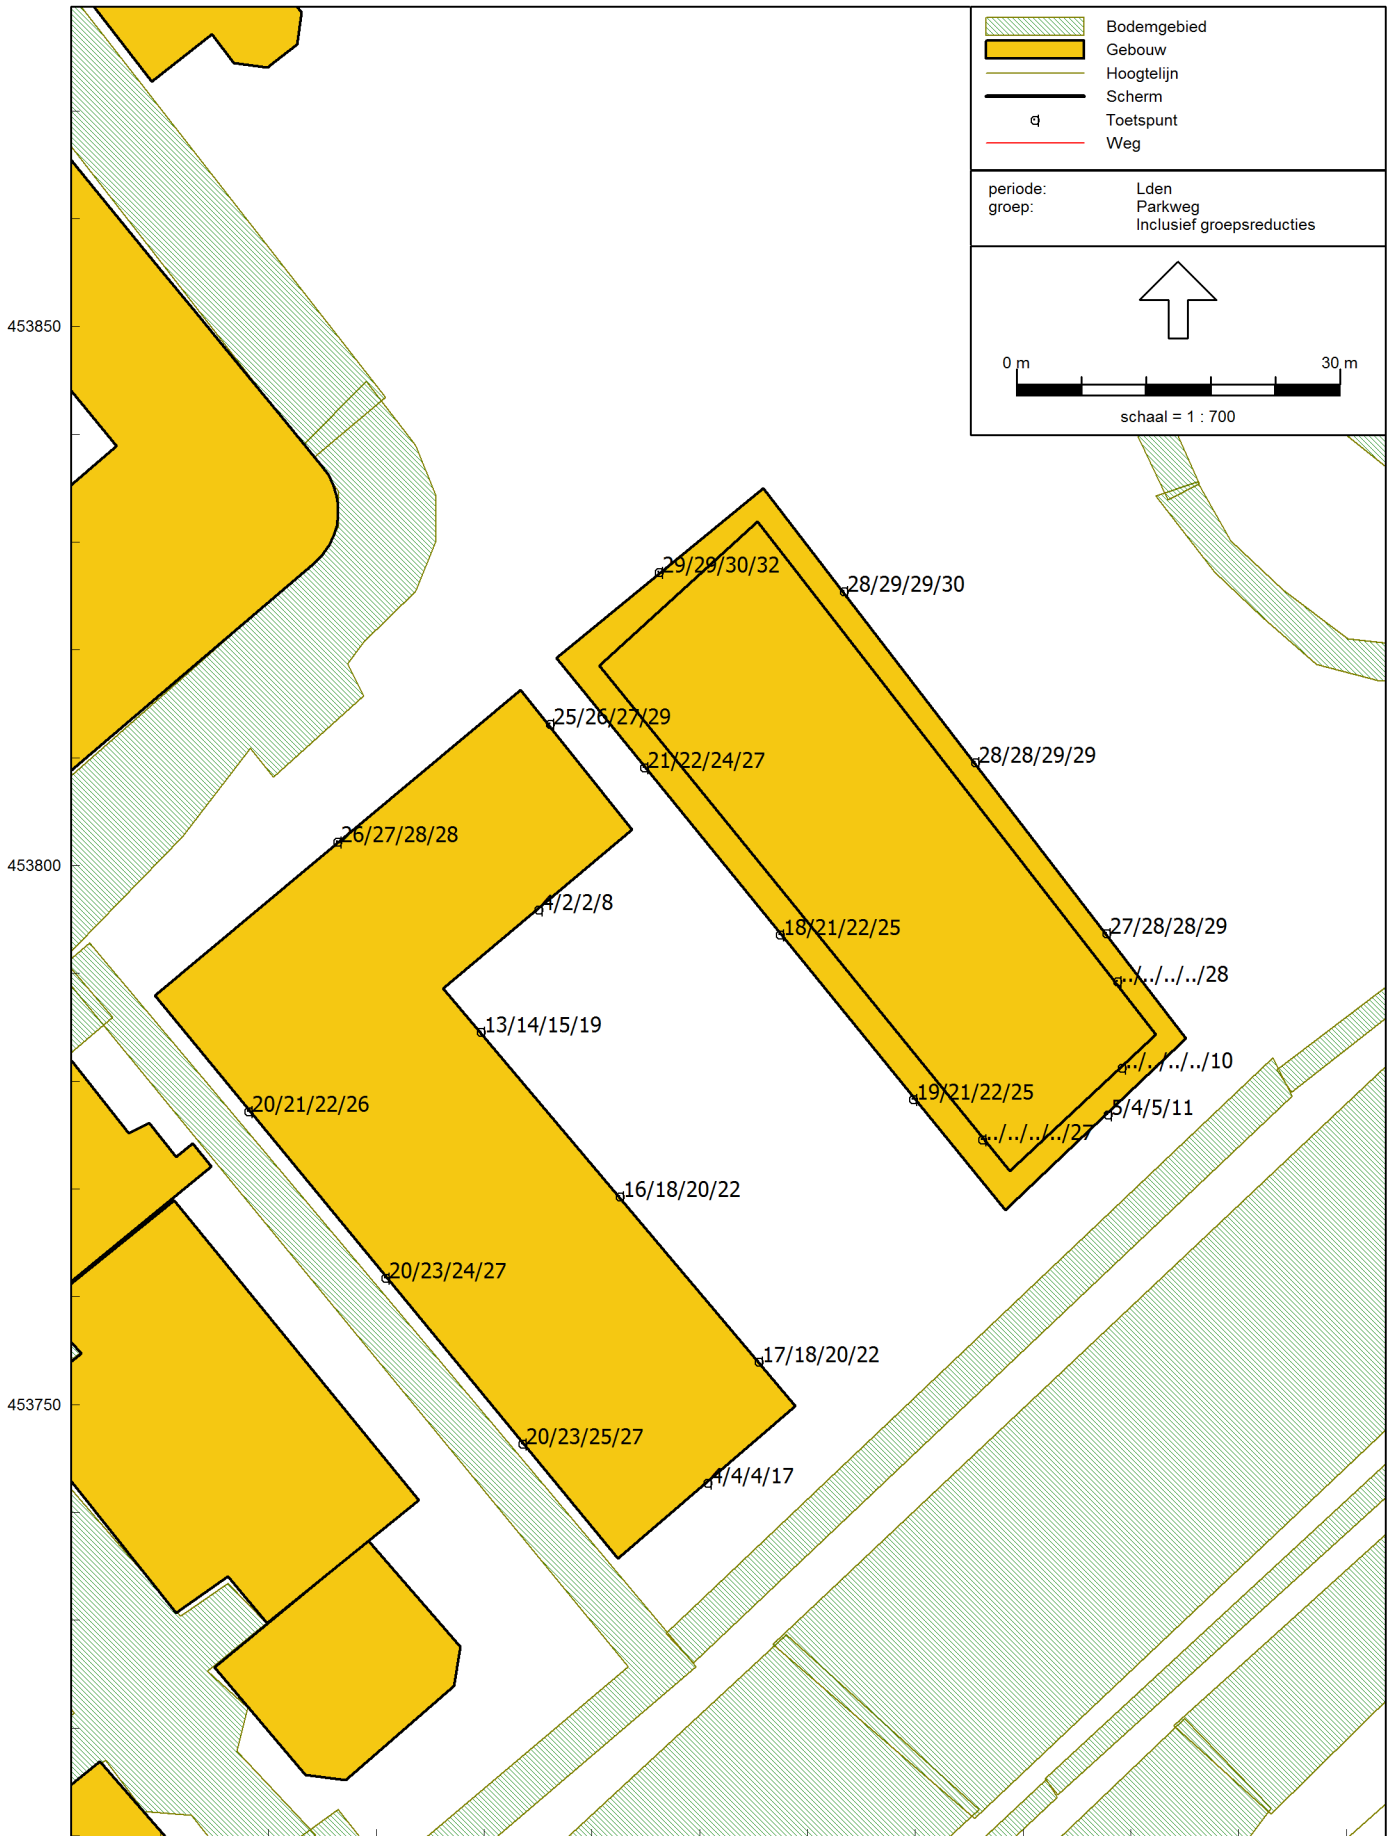 Bodemgebied
Gebouw
Hoogtelijn
Scherm
Toetspunt
Weg
periode: Lden
groep: Parkweg
Inclusief groepsreducties
0 m 30 m
schaal = 1 : 700
453850
29/29/30/32
28/29/29/30
25/26/27/29
21/22/24/27
28/28/29/29
26/27/28/28
453800
4/2/2/8
18/21/22/25
27/28/28/29
../../../../28
13/14/15/19
../../../../10
20/21/22/26
19/21/22/25
5/4/5/11
../../../../27
16/18/20/22
20/23/24/27
17/18/20/22
453750
20/23/25/27
4/4/4/17